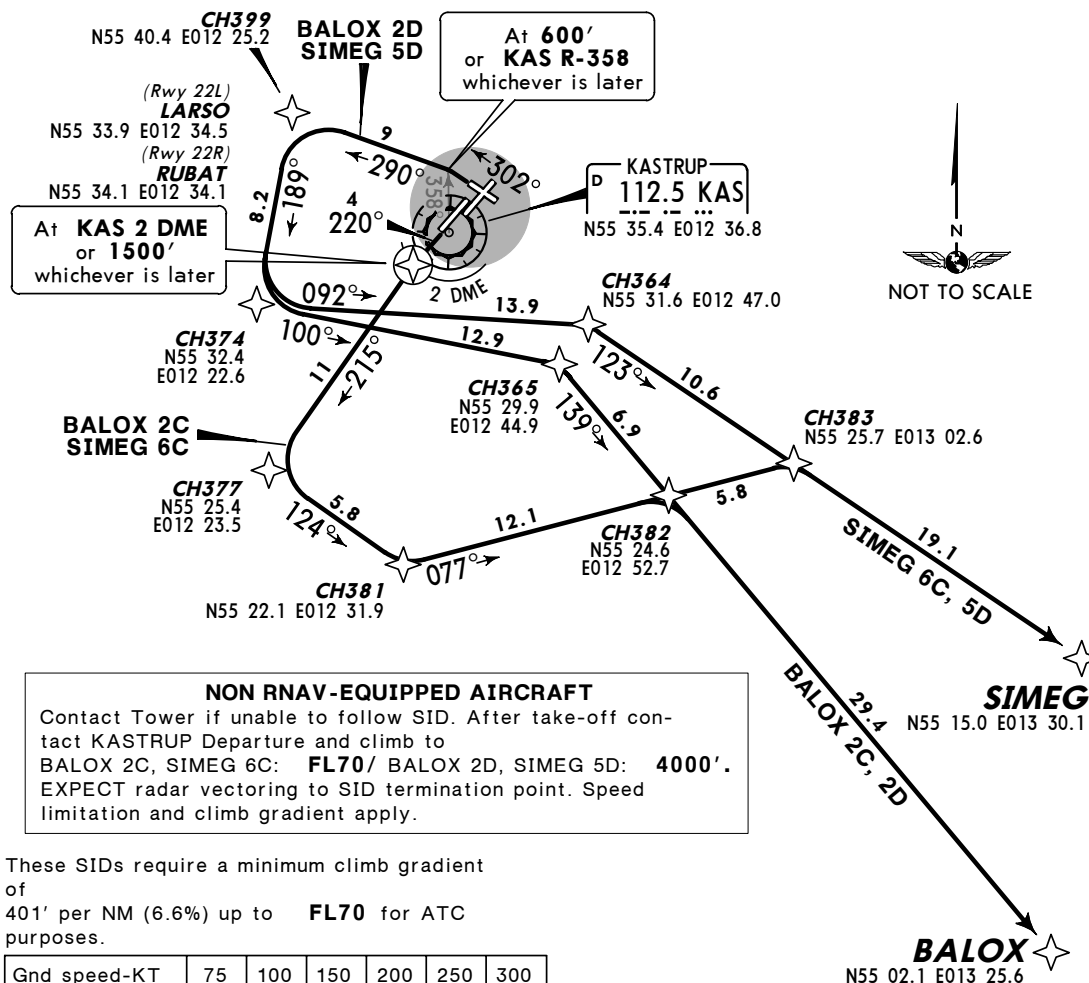 CH399
N55 40.4 E012 25.2
BALOX 2D
SIMEG 5D
At 600'
or KAS R-358
whichever is later
(Rwy 22L)
LARSO
N55 33.9 E012 34.5
(Rwy 22R)
RUBAT
N55 34.1 E012 34.1
9
290°
302°
358°
189°
8.2
4
220°
KASTRUP
D 112.5 KAS
N55 35.4 E012 36.8
N
NOT TO SCALE
At KAS 2 DME
or 1500'
whichever is later
2 DME
092°
13.9
CH364
N55 31.6 E012 47.0
100°
12.9
CH374
N55 32.4
E012 22.6
11
215°
123°
10.6
CH365
N55 29.9
E012 44.9
139°
6.9
CH383
N55 25.7 E013 02.6
BALOX 2C
SIMEG 6C
CH377
N55 25.4
E012 23.5
5.8
124°
12.1
077°
5.8
CH382
N55 24.6
E012 52.7
CH381
N55 22.1 E012 31.9
19.1
SIMEG 6C, 5D
SIMEG
N55 15.0 E013 30.1
29.4
BALOX 2C, 2D
NON RNAV-EQUIPPED AIRCRAFT
Contact Tower if unable to follow SID. After take-off con-
tact KASTRUP Departure and climb to
BALOX 2C, SIMEG 6C: FL70/ BALOX 2D, SIMEG 5D: 4000'.
EXPECT radar vectoring to SID termination point. Speed
limitation and climb gradient apply.
These SIDs require a minimum climb gradient
of
401' per NM (6.6%) up to FL70 for ATC
purposes.
Gnd speed-KT 75 100 150 200 250 300
BALOX
N55 02.1 E013 25.6